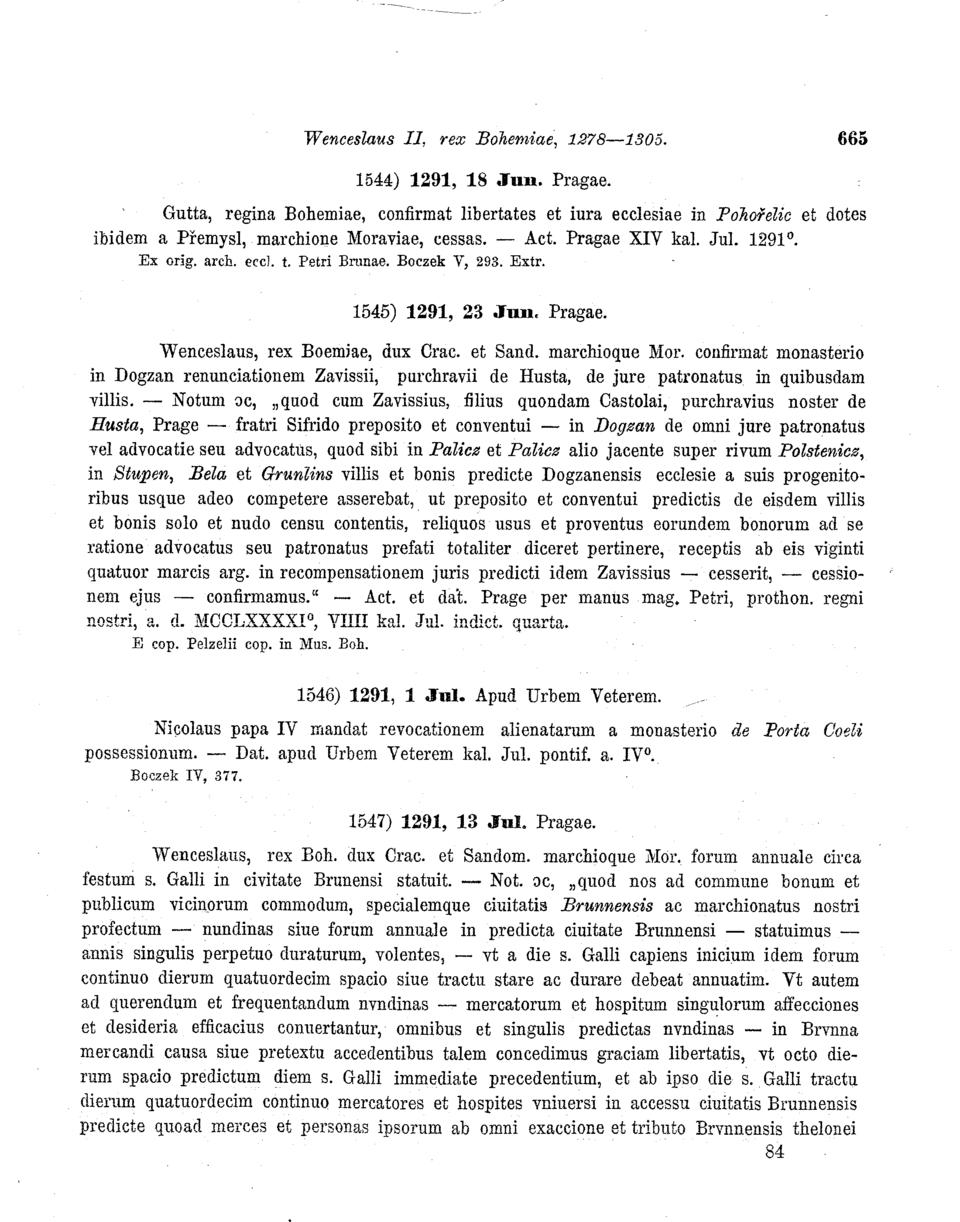 Wenceslaus II, rex Bohemiae, 1278—1305. 665
1544) 1291, 18 Jun. Pragae.
Gutta, regina Bohemiae, confirmat libertates et iura ecclesiae in Pohořelic et dotes
ibidem a Přemysl, marchione Moraviae, cessas. — Act. Pragae XIV kal. Jul. 1291⁰.
Ex orig. arch. eccl. t. Petri Brunae. Boczek V, 293. Extr.
1545) 1291, 23 Jun. Pragae.
Wenceslaus, rex Boemiae, dux Crac. et Sand. marchioque Mor. confirmat monasterio
in Dogzan renunciationem Zavissii, purchravii de Husta, de jure patronatus in quibusdam
villis. — Notum ɔc, „quod cum Zavissius, filius quondam Castolai, purchravius noster de
Husta, Prage — fratri Sifrido preposito et conventui — in Dogzan de omni jure patronatus
vel advocatie seu advocatus, quod sibi in Palicz et Palicz alio jacente super rivum Polstenicz,
in Stupen, Bela et Grunlins villis et bonis predicte Dogzanensis ecclesie a suis progenito-
ribus usque adeo competere asserebat, ut preposito et conventui predictis de eisdem villis
et bonis solo et nudo censu contentis, reliquos usus et proventus eorundem bonorum ad se
ratione advocatus seu patronatus prefati totaliter diceret pertinere, receptis ab eis viginti
quatuor marcis arg. in recompensationem juris predicti idem Zavissius — cesserit, — cessio-
nem ejus — confirmamus.“ — Act. et dat. Prage per manus mag. Petri, prothon. regni
nostri, a. d. MCCLXXXXI⁰, VIIII kal. Jul. indict. quarta.
E cop. Pelzelii cop. in Mus. Boh.
1546) 1291, 1 Jul. Apud Urbem Veterem.
Nicolaus papa IV mandat revocationem alienatarum a monasterio de Porta Coeli
possessionum. — Dat. apud Urbem Veterem kal. Jul. pontif. a. IV⁰.
Boczek IV, 377.
1547) 1291, 13 Jul. Pragae.
Wenceslaus, rex Boh. dux Crac. et Sandom. marchioque Mor. forum annuale circa
festum s. Galli in civitate Brunensi statuit. — Not. ɔc, „quod nos ad commune bonum et
publicum vicinorum commodum, specialemque ciuitatis Brunnensis ac marchionatus nostri
profectum — nundinas siue forum annuale in predicta ciuitate Brunnensi — statuimus —
annis singulis perpetuo duraturum, volentes, — vt a die s. Galli capiens inicium idem forum
continuo dierum quatuordecim spacio siue tractu stare ac durare debeat annuatim. Vt autem
ad querendum et frequentandum nvndinas — mercatorum et hospitum singulorum affecciones
et desideria efficacius conuertantur, omnibus et singulis predictas nvndinas — in Brvnna
mercandi causa siue pretextu accedentibus talem concedimus graciam libertatis, vt octo die-
rum spacio predictum diem s. Galli immediate precedentium, et ab ipso die s. Galli tractu
dierum quatuordecim continuo mercatores et hospites vniuersi in accessu ciuitatis Brunnensis
predicte quoad merces et personas ipsorum ab omni exaccione et tributo Brvnnensis thelonei
84